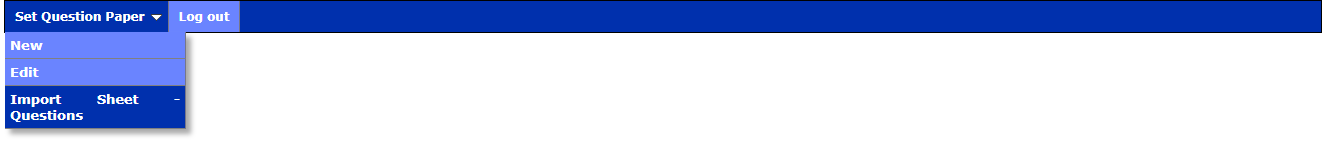 Set Question Paper Log out
New
Edit
Import Sheet -
Questions